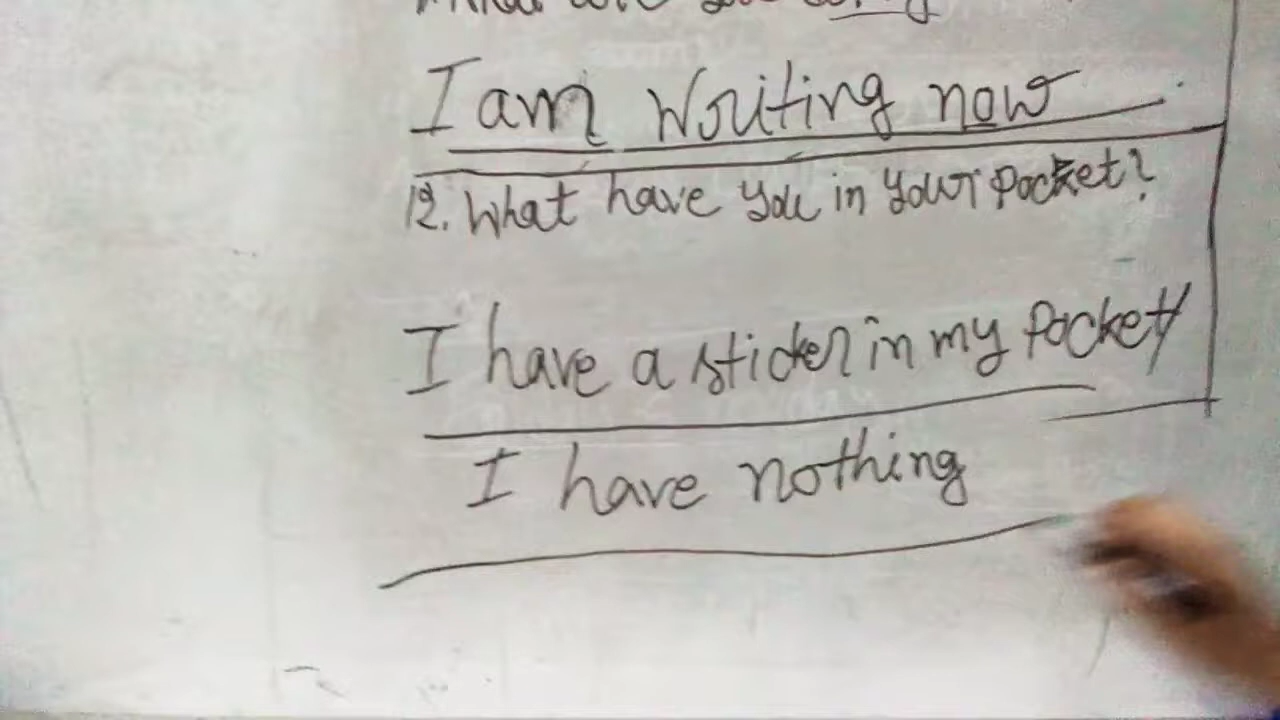 I am writing now
12. What have you in your pocket?
I have a sticker in my Pocket
I have nothing